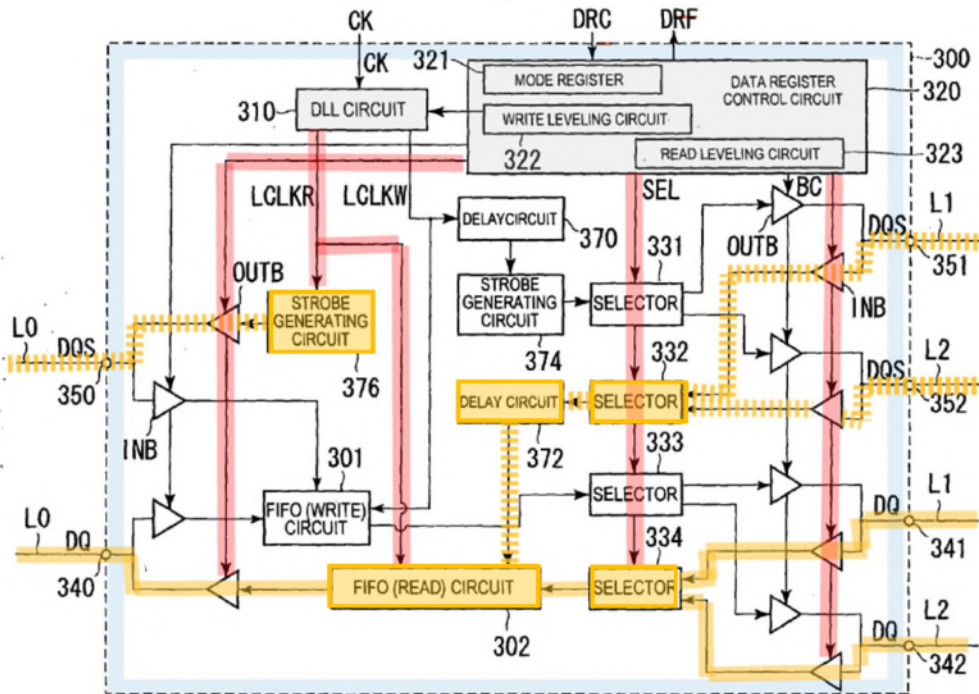 CK
DRC
DRF
300
CK
321
MODE REGISTER
DATA REGISTER
CONTROL CIRCUIT
320
310
DLL CIRCUIT
WRITE LEVELING CIRCUIT
322
READ LEVELING CIRCUIT
323
LCLKR
LCLKW
SEL
BC
DELAY CIRCUIT
370
331
OUTB
DQS
L1
351
OUTB
STROBE
GENERATING
CIRCUIT
376
STROBE
GENERATING
CIRCUIT
374
SELECTOR
INB
L0
DQS
350
332
DQS
L2
352
INB
DELAY CIRCUIT
372
SELECTOR
301
FIFO (WRITE)
CIRCUIT
333
SELECTOR
L1
DQ
341
L0
DQ
340
334
FIFO (READ) CIRCUIT
302
SELECTOR
DQ
L2
342